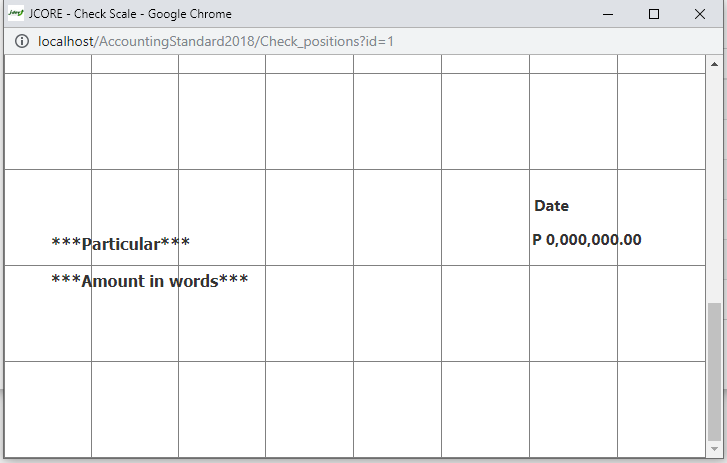 JCORE - Check Scale - Google Chrome
localhost/AccountingStandard2018/Check_positions?id=1
Date
***Particular***
P 0,000,000.00
***Amount in words***